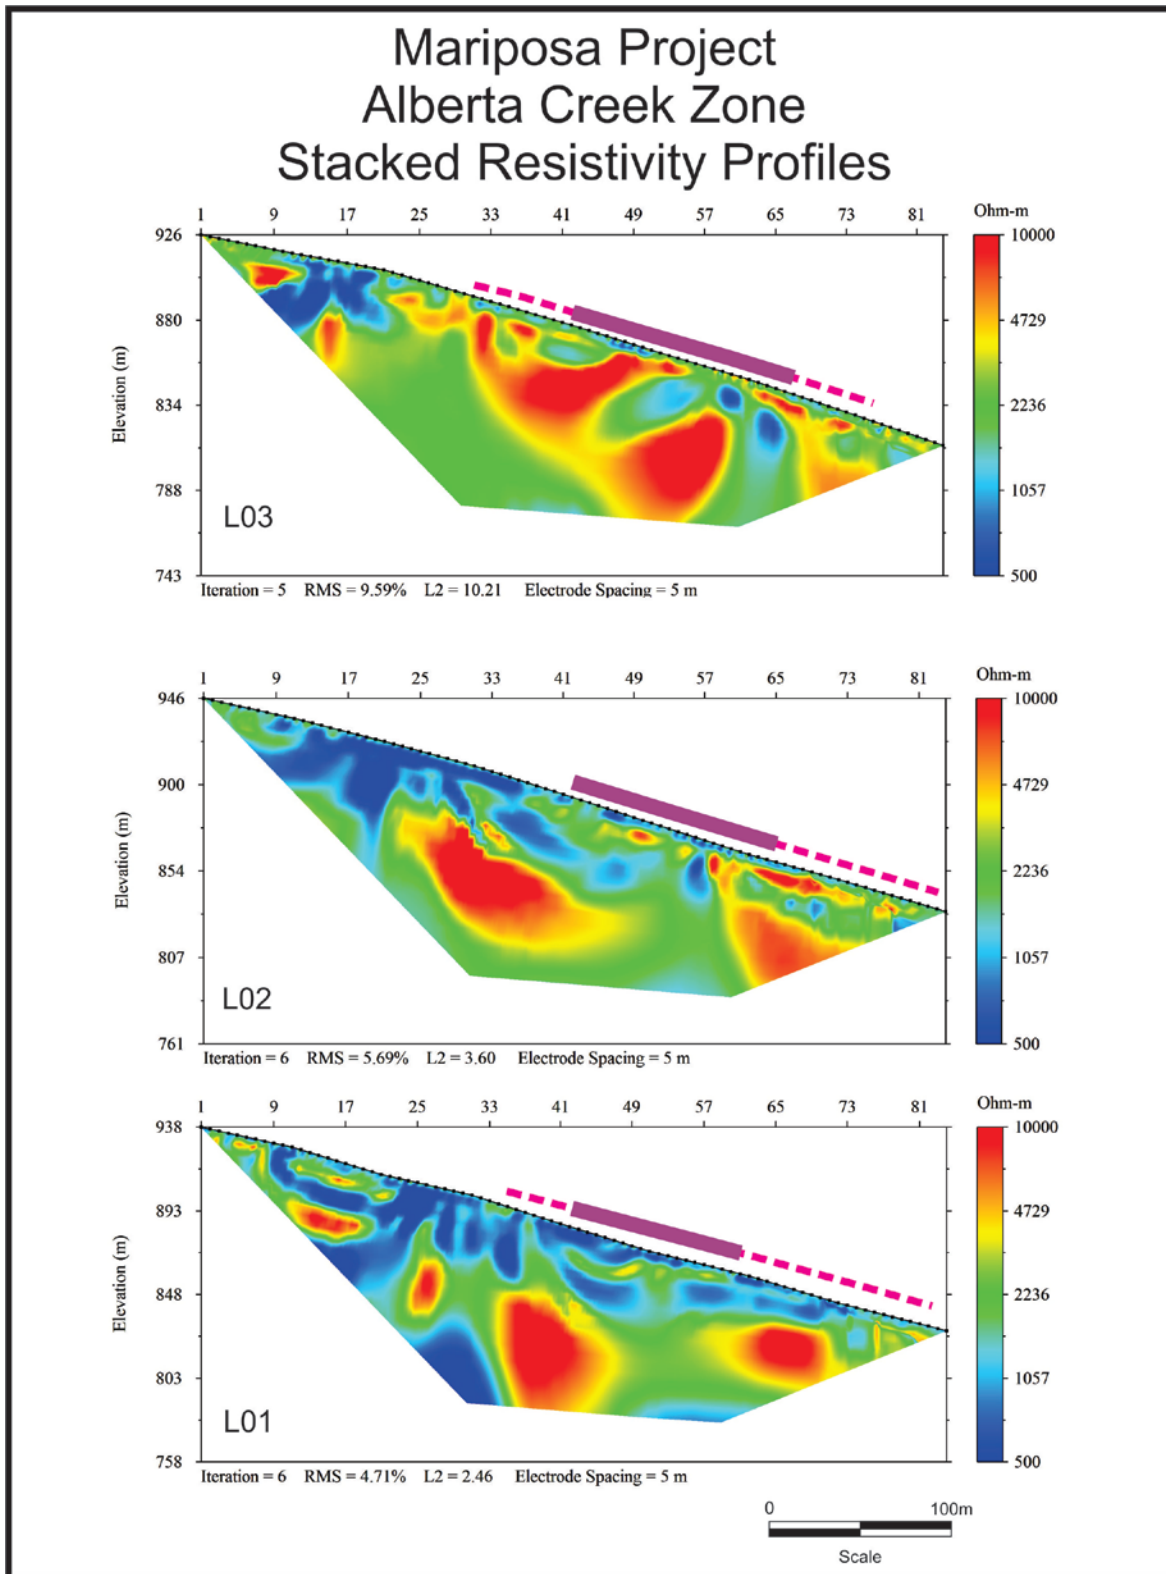 Mariposa Project
Alberta Creek Zone
Stacked Resistivity Profiles
1 9 17 25 33 41 49 57 65 73 81
Ohm-m
926
880
834
788
743
Elevation (m)
10000
4729
2236
1057
500
L03
Iteration = 5 RMS = 9.59% L2 = 10.21 Electrode Spacing = 5 m
1 9 17 25 33 41 49 57 65 73 81
Ohm-m
946
900
854
807
761
Elevation (m)
10000
4729
2236
1057
500
L02
Iteration = 6 RMS = 5.69% L2 = 3.60 Electrode Spacing = 5 m
1 9 17 25 33 41 49 57 65 73 81
Ohm-m
938
893
848
803
758
Elevation (m)
10000
4729
2236
1057
500
L01
Iteration = 6 RMS = 4.71% L2 = 2.46 Electrode Spacing = 5 m
0 100m
Scale